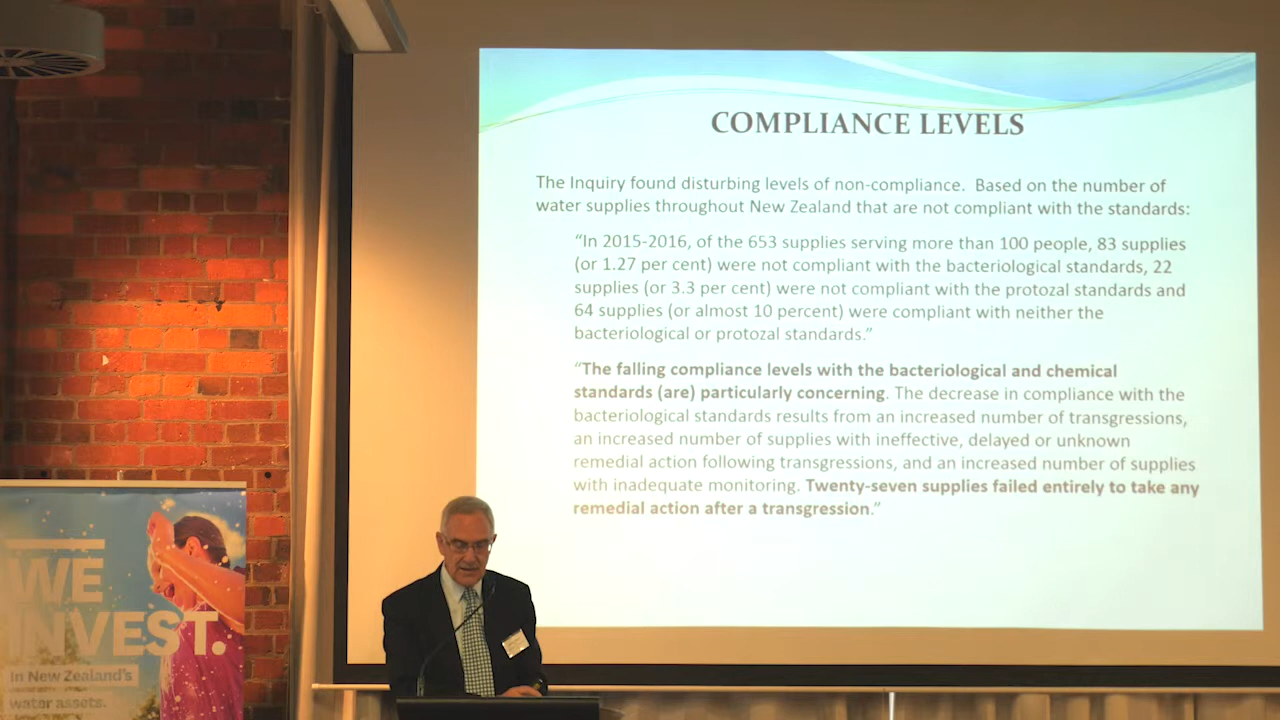 COMPLIANCE LEVELS
The Inquiry found disturbing levels of non-compliance. Based on the number of
water supplies throughout New Zealand that are not compliant with the standards:
“In 2015-2016, of the 653 supplies serving more than 100 people, 83 supplies
(or 1.27 per cent) were not compliant with the bacteriological standards, 22
supplies (or 3.3 per cent) were not compliant with the protozal standards and
64 supplies (or almost 10 percent) were compliant with neither the
bacteriological or protozal standards.”
“The falling compliance levels with the bacteriological and chemical
standards (are) particularly concerning. The decrease in compliance with the
bacteriological standards results from an increased number of transgressions,
an increased number of supplies with ineffective, delayed or unknown
remedial action following transgressions, and an increased number of supplies
with inadequate monitoring. Twenty-seven supplies failed entirely to take any
remedial action after a transgression.”
WE
INVEST.
In New Zealand's
water assets.